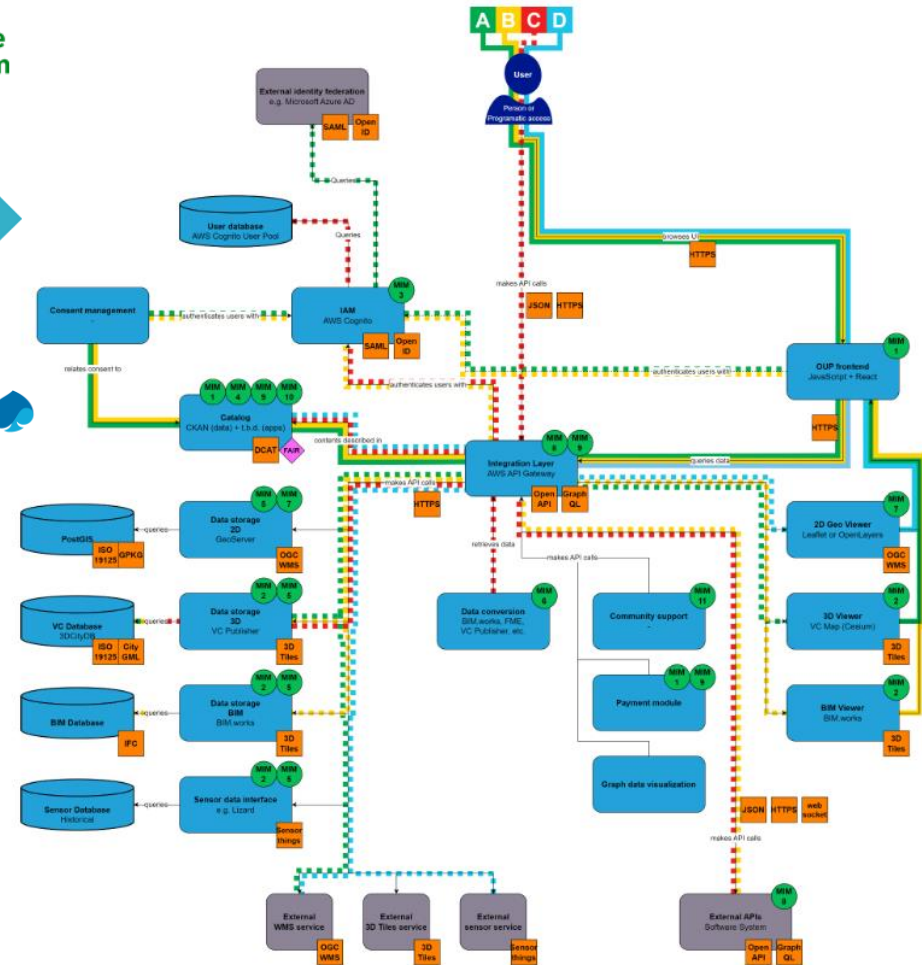 e
m
A B C D
User
Person or
Programatic access
External identity federation
e.g. Microsoft Azure AD
SAML
Open
ID
Queries
User database
AWS Cognito User Pool
Queries
browses UI
HTTPS
makes API calls
JSON
HTTPS
MIM
3
IAM
AWS Cognito
SAML
Open
ID
Consent management
-
authenticates users with
authenticates users with
authenticates users with
relates consent to
MIM
1
OUP frontend
JavaScript + React
HTTPS
MIM
1
MIM
4
MIM
9
MIM
10
Catalog
CKAN (data) + t.b.d. (apps)
DCAT
FAIR
contents described in
MIM
9
Integration Layer
AWS API Gateway
Open
API
Graph
QL
queries data
makes API calls
HTTPS
MIM
7
Data storage
2D
GeoServer
OGC
WMS
queries
PostGIS
ISO
19125
GPKG
MIM
7
2D Geo Viewer
Leaflet or OpenLayers
OGC
WMS
retrieves data
makes API calls
Data conversion
BIM.works, FME,
VC Publisher, etc.
MIM
11
Community support
-
MIM
2
MIM
5
Data storage
3D
VC Publisher
3D
Tiles
queries
VC Database
3DCityDB
ISO
19125
City
GML
MIM
2
3D Viewer
VC Map (Cesium)
3D
Tiles
MIM
1
MIM
9
Payment module
MIM
2
MIM
5
Data storage
BIM
BIM.works
3D
Tiles
queries
BIM Database
IFC
MIM
2
BIM Viewer
BIM.works
3D
Tiles
Graph data visualization
MIM
2
Sensor data interface
e.g. Lizard
Sensor
things
queries
Sensor Database
Historical
JSON
HTTPS
web
socket
makes API calls
External
WMS service
OGC
WMS
External
3D Tiles service
3D
Tiles
External
sensor service
Sensor
things
External APIs
Software System
Open
API
Graph
QL